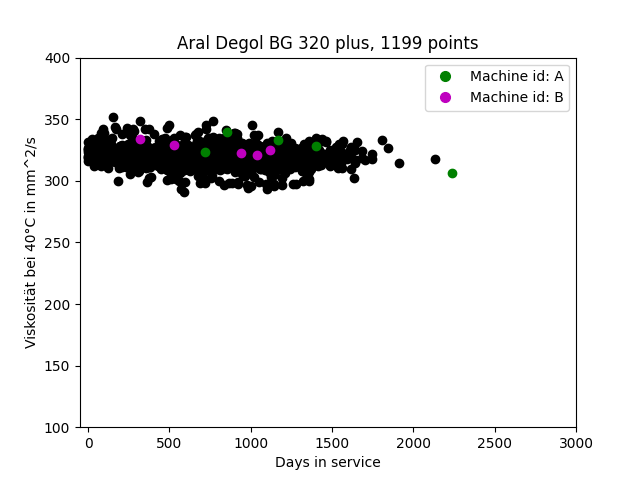 Aral Degol BG 320 plus, 1199 points
Machine id: A
Machine id: B
400
350
300
250
200
150
100
Viskosität bei 40°C in mm^2/s
0
500
1000
1500
2000
2500
3000
Days in service